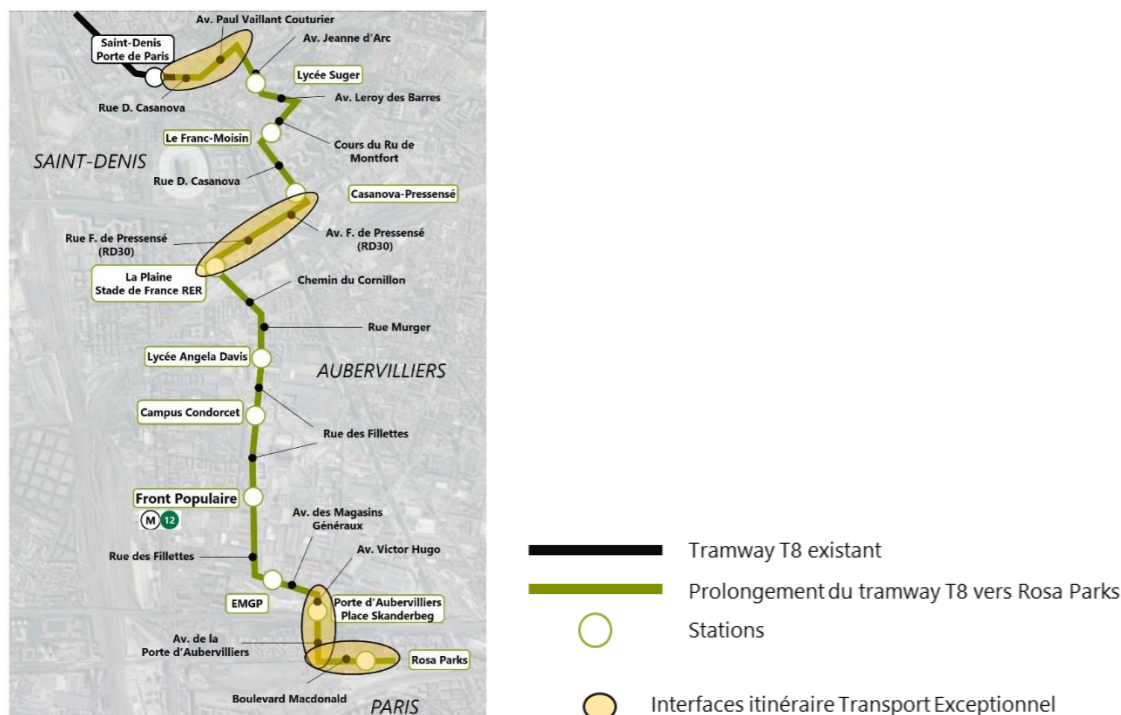 Av. Paul Vaillant Couturier
Saint-Denis
Porte de Paris
Av. Jeanne d'Arc
Lycée Suger
Rue D. Casanova
Av. Leroy des Barres
Le Franc-Moisin
Cours du Ru de
Montfort
SAINT-DENIS
Rue D. Casanova
Casanova-Pressensé
Rue F. de Pressensé
(RD30)
Av. F. de Pressensé
(RD30)
La Plaine
Stade de France RER
Chemin du Cornillon
Rue Murger
Lycée Angela Davis
AUBERVILLIERS
Campus Condorcet
Rue des Fillettes
Front Populaire
M 12
Av. des Magasins
Généraux
Rue des Fillettes
Av. Victor Hugo
EMGP
Porte d'Aubervilliers
Place Skanderbeg
Av. de la
Porte d'Aubervilliers
Rosa Parks
Boulevard Macdonald
PARIS
Tramway T8 existant
Prolongement du tramway T8 vers Rosa Parks
Stations
Interfaces itinéraire Transport Exceptionnel